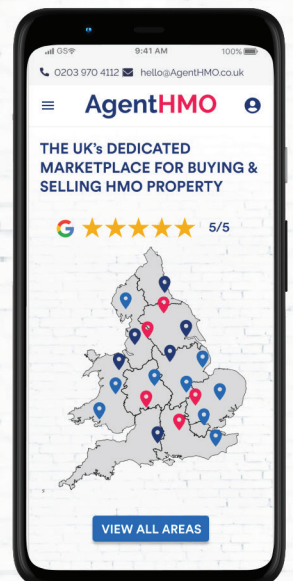 GS 9:41 AM 100%
0203 970 4112 hello@AgentHMO.co.uk
AgentHMO
THE UK's DEDICATED
MARKETPLACE FOR BUYING &
SELLING HMO PROPERTY
G 5/5
VIEW ALL AREAS